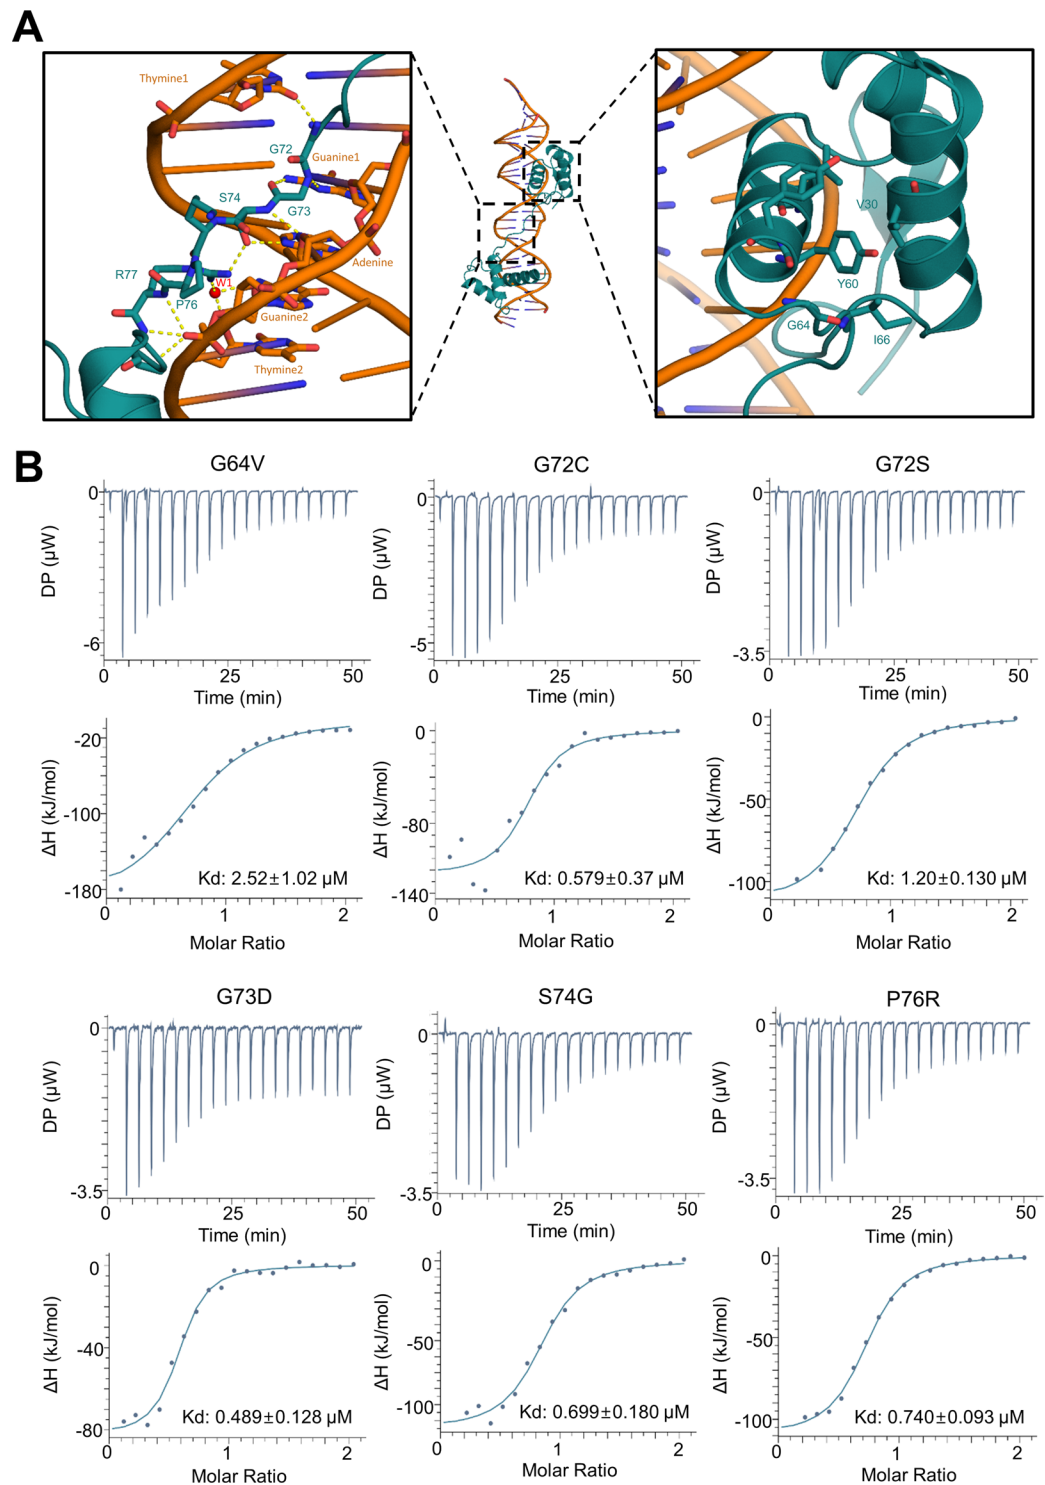 A
Thymine1
G72
Guanine1
S74
G73
Adenine
R77
W1
P76
Guanine2
Thymine2
V30
Y60
G64
I66
B
G64V
G72C
G72S
0
-6
DP (µW)
0 25 50
Time (min)
0
-5
DP (µW)
0 25 50
Time (min)
0
-3.5
DP (µW)
0 25 50
Time (min)
-20
-100
-180
ΔH (kJ/mol)
Kd: 2.52±1.02 µM
0 1 2
Molar Ratio
0
-80
-140
ΔH (kJ/mol)
Kd: 0.579±0.37 µM
0 1 2
Molar Ratio
0
-50
-100
ΔH (kJ/mol)
Kd: 1.20±0.130 µM
0 1 2
Molar Ratio
G73D
S74G
P76R
0
-3.5
DP (µW)
0 25 50
Time (min)
0
-3.5
DP (µW)
0 25 50
Time (min)
0
-3.5
DP (µW)
0 25 50
Time (min)
0
-40
-80
ΔH (kJ/mol)
Kd: 0.489±0.128 µM
0 1 2
Molar Ratio
0
-50
-100
ΔH (kJ/mol)
Kd: 0.699±0.180 µM
0 1 2
Molar Ratio
0
-50
-100
ΔH (kJ/mol)
Kd: 0.740±0.093 µM
0 1 2
Molar Ratio